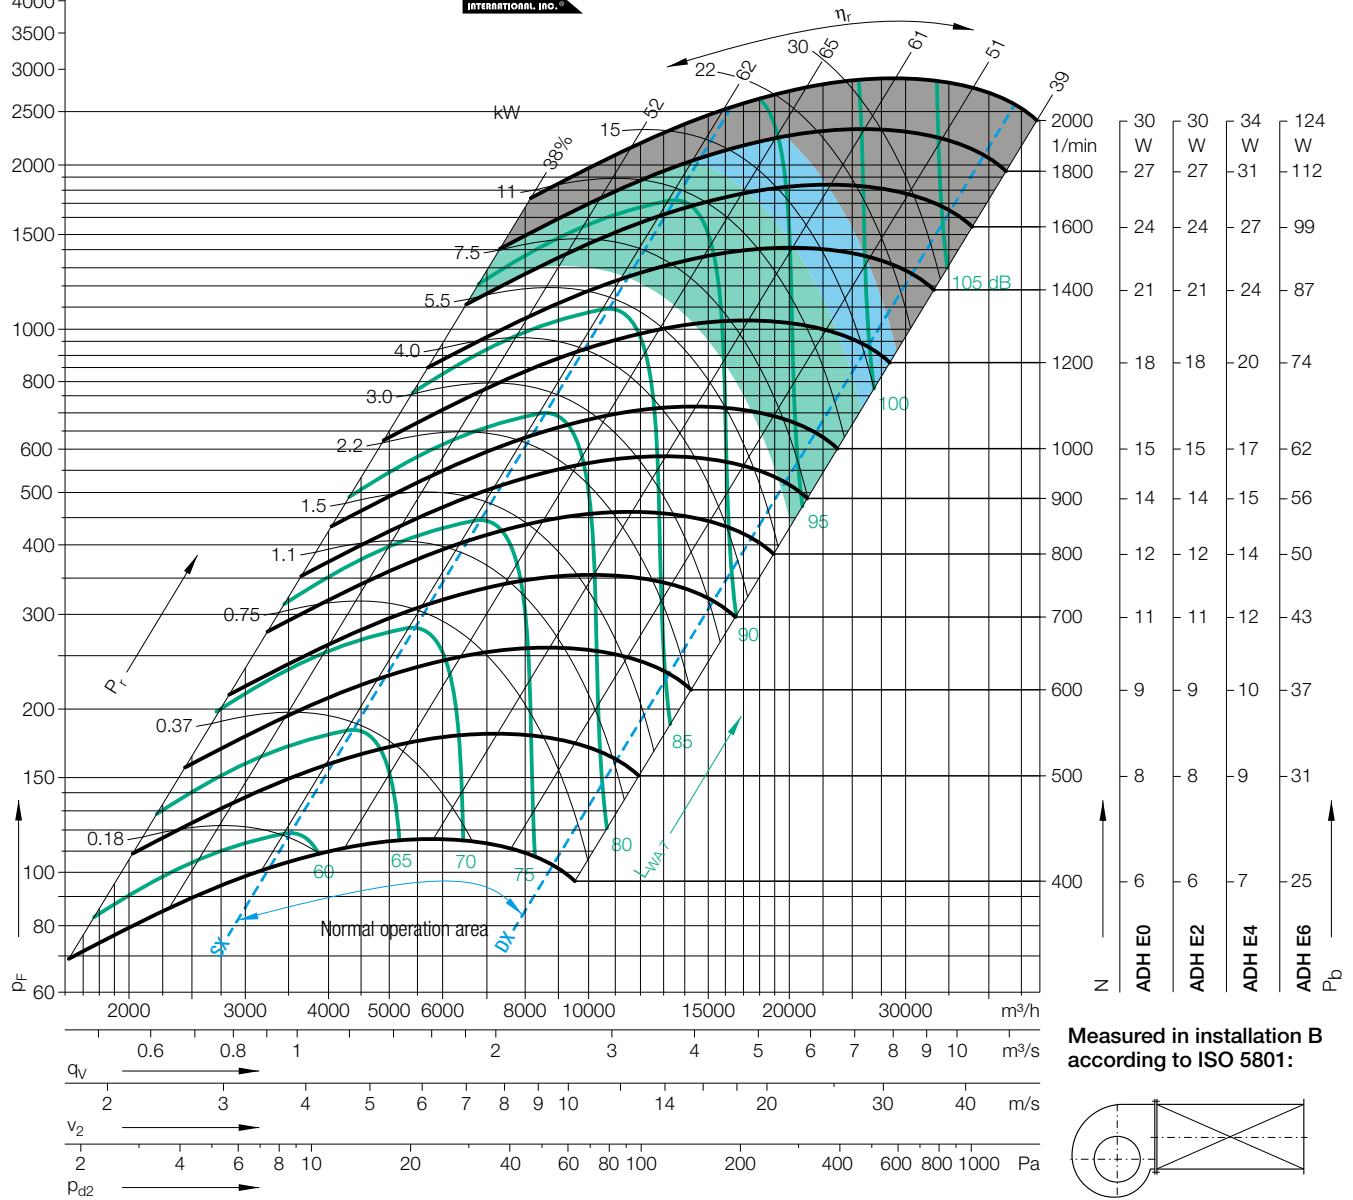 INTERNATIONAL, INC.®
4000
3500
3000
2500
2000
1500
1000
800
600
500
400
300
200
150
100
80
60
pF
kW
ηr
38%
52
62
65
61
51
39
30
22
15
11
7.5
5.5
4.0
3.0
2.2
1.5
1.1
0.75
0.37
0.18
Pr
105 dB
100
95
90
85
80
75
70
65
60
LWA 7
SX
DX
Normal operation area
2000 30 30 34 124
1/min W W W W
1800 27 27 31 112
1600 24 24 27 99
1400 21 21 24 87
1200 18 18 20 74
1000 15 15 17 62
900 14 14 15 56
800 12 12 14 50
700 11 11 12 43
600 9 9 10 37
500 8 8 9 31
400 6 6 7 25
N ADH E0 ADH E2 ADH E4 ADH E6 Pb
2000 3000 4000 5000 6000 8000 10000 15000 20000 30000 m³/h
0.6 0.8 1 2 3 4 5 6 7 8 9 10 m³/s
qV
2 3 4 5 6 7 8 9 10 14 20 30 40 m/s
v2
2 4 6 8 10 20 40 60 80 100 200 400 600 800 1000 Pa
pd2
Measured in installation B
according to ISO 5801: